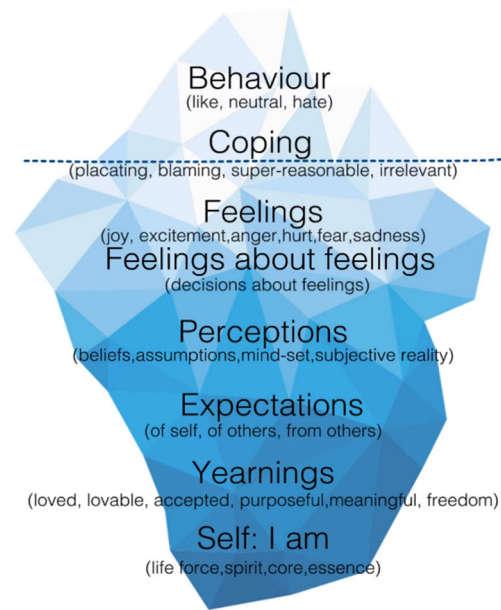 Behaviour
(like, neutral, hate)
Coping
(placating, blaming, super-reasonable, irrelevant)
Feelings
(joy, excitement,anger,hurt,fear,sadness)
Feelings about feelings
(decisions about feelings)
Perceptions
(beliefs,assumptions,mind-set,subjective reality)
Expectations
(of self, of others, from others)
Yearnings
(loved, lovable, accepted, purposeful,meaningful, freedom)
Self: I am
(life force,spirit,core,essence)